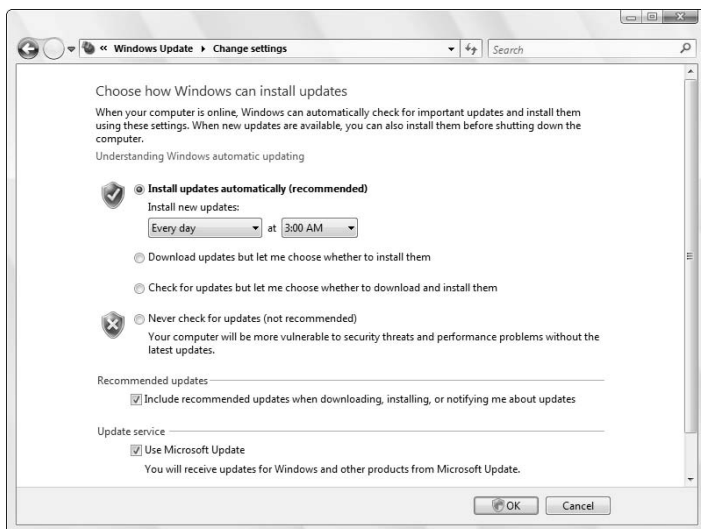 « Windows Update ▸ Change settings
Search
Choose how Windows can install updates
When your computer is online, Windows can automatically check for important updates and install them
using these settings. When new updates are available, you can also install them before shutting down the
computer.
Understanding Windows automatic updating
Install updates automatically (recommended)
Install new updates:
Every day at 3:00 AM
Download updates but let me choose whether to install them
Check for updates but let me choose whether to download and install them
Never check for updates (not recommended)
Your computer will be more vulnerable to security threats and performance problems without the
latest updates.
Recommended updates
Include recommended updates when downloading, installing, or notifying me about updates
Update service
Use Microsoft Update
You will receive updates for Windows and other products from Microsoft Update.
OK Cancel